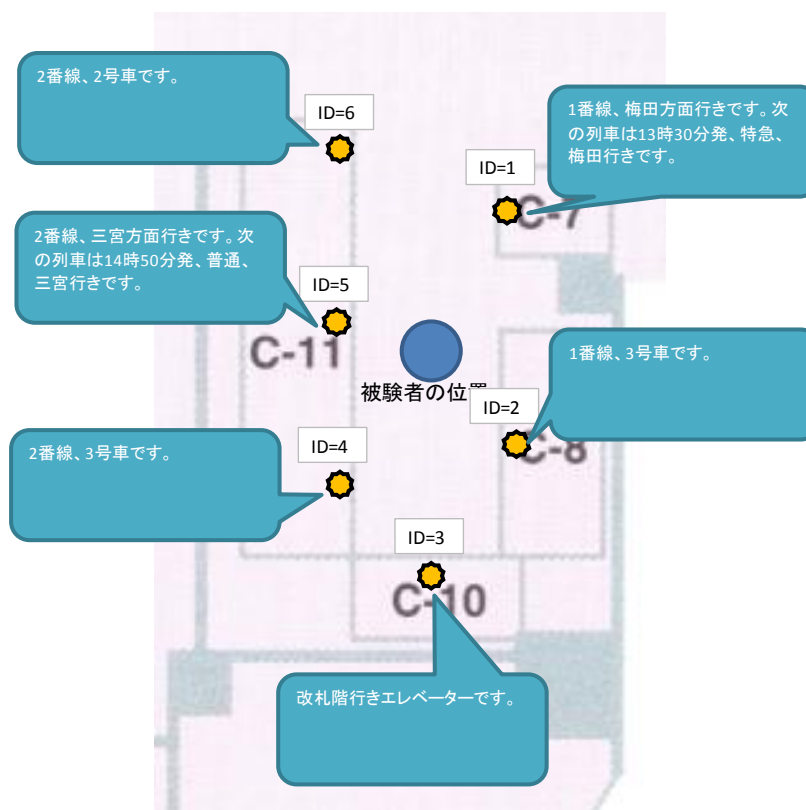 2番線、2号車です。
ID=6
1番線、梅田方面行きです。次
の列車は13時30分発、特急、
梅田行きです。
ID=1
C-7
2番線、三宮方面行きです。次
の列車は14時50分発、普通、
三宮行きです。
ID=5
C-11
被験者の位置
1番線、3号車です。
ID=2
C-8
2番線、3号車です。
ID=4
ID=3
C-10
改札階行きエレベーターです。